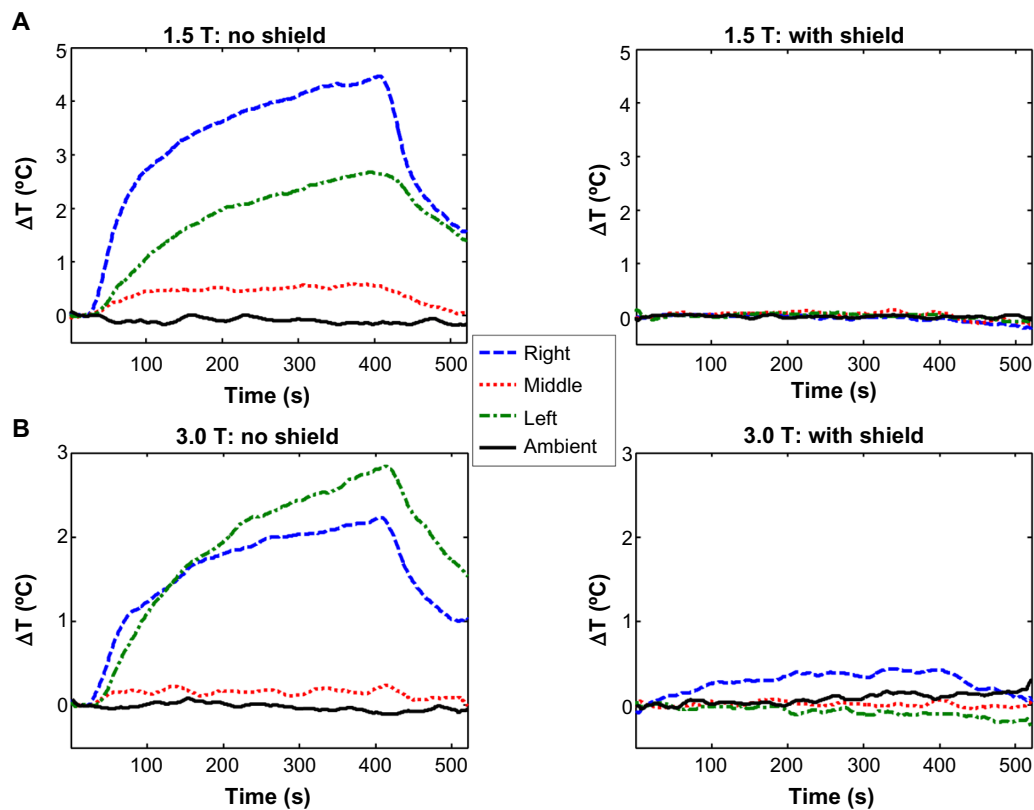 A
1.5 T: no shield
5
4
3
2
1
0
ΔT (ºC)
100 200 300 400 500
Time (s)
1.5 T: with shield
5
4
3
2
1
0
ΔT (ºC)
100 200 300 400 500
Time (s)
Right
Middle
Left
Ambient
B
3.0 T: no shield
3
2
1
0
ΔT (ºC)
100 200 300 400 500
Time (s)
3.0 T: with shield
3
2
1
0
ΔT (ºC)
100 200 300 400 500
Time (s)